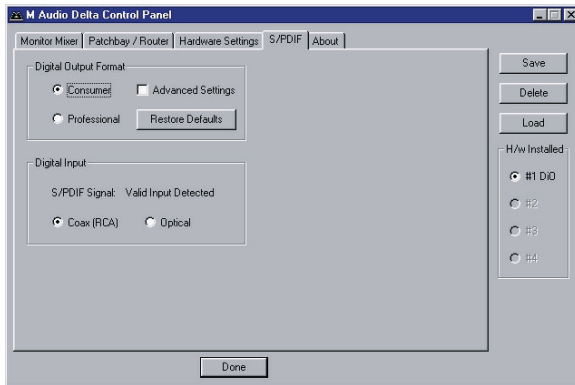 M Audio Delta Control Panel
Monitor Mixer Patchbay / Router Hardware Settings S/PDIF About
Digital Output Format
Consumer Advanced Settings
Professional Restore Defaults
Digital Input
S/PDIF Signal: Valid Input Detected
Coax (RCA) Optical
Save
Delete
Load
H/w Installed
#1 DiO
#2
#3
#4
Done